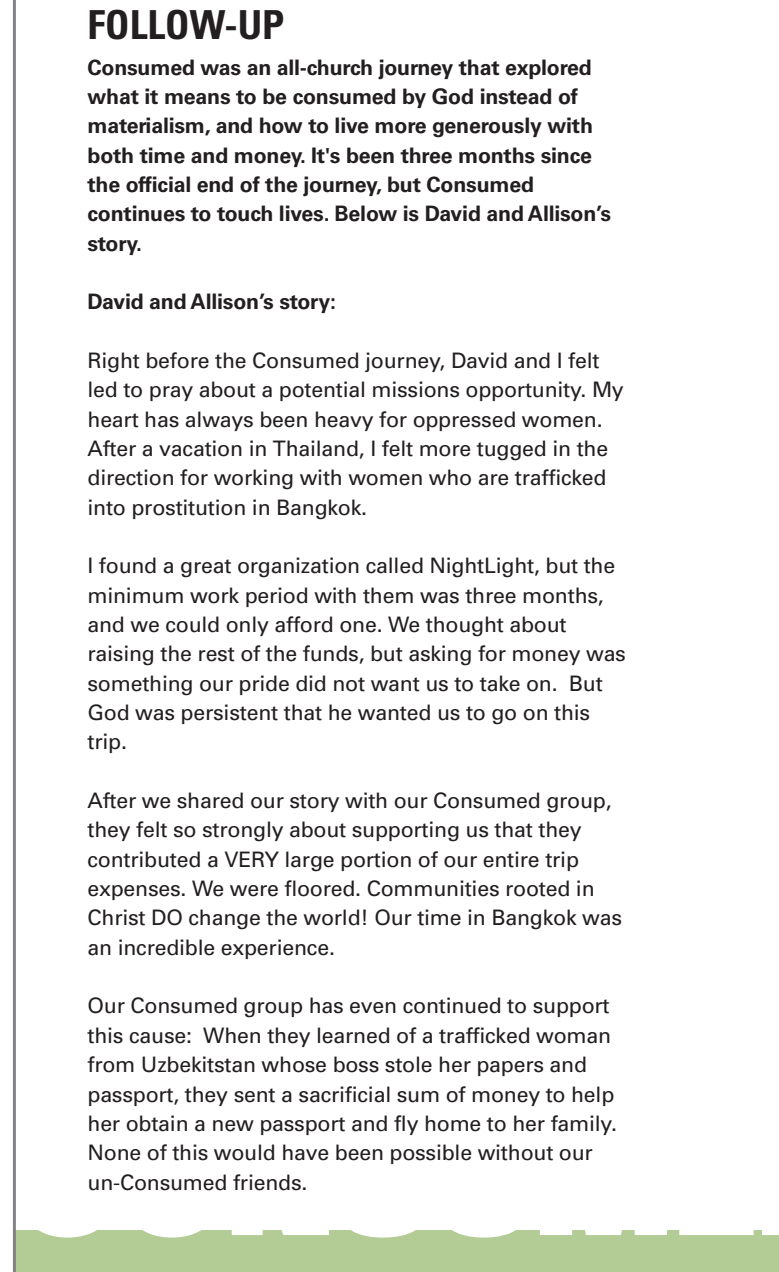 FOLLOW-UP
Consumed was an all-church journey that explored
what it means to be consumed by God instead of
materialism, and how to live more generously with
both time and money. It's been three months since
the official end of the journey, but Consumed
continues to touch lives. Below is David and Allison’s
story.
David and Allison’s story:
Right before the Consumed journey, David and I felt
led to pray about a potential missions opportunity. My
heart has always been heavy for oppressed women.
After a vacation in Thailand, I felt more tugged in the
direction for working with women who are trafficked
into prostitution in Bangkok.
I found a great organization called NightLight, but the
minimum work period with them was three months,
and we could only afford one. We thought about
raising the rest of the funds, but asking for money was
something our pride did not want us to take on.  But
God was persistent that he wanted us to go on this
trip.
After we shared our story with our Consumed group,
they felt so strongly about supporting us that they
contributed a VERY large portion of our entire trip
expenses. We were floored. Communities rooted in
Christ DO change the world! Our time in Bangkok was
an incredible experience.
Our Consumed group has even continued to support
this cause:  When they learned of a trafficked woman
from Uzbekitstan whose boss stole her papers and
passport, they sent a sacrificial sum of money to help
her obtain a new passport and fly home to her family.
None of this would have been possible without our
un-Consumed friends.